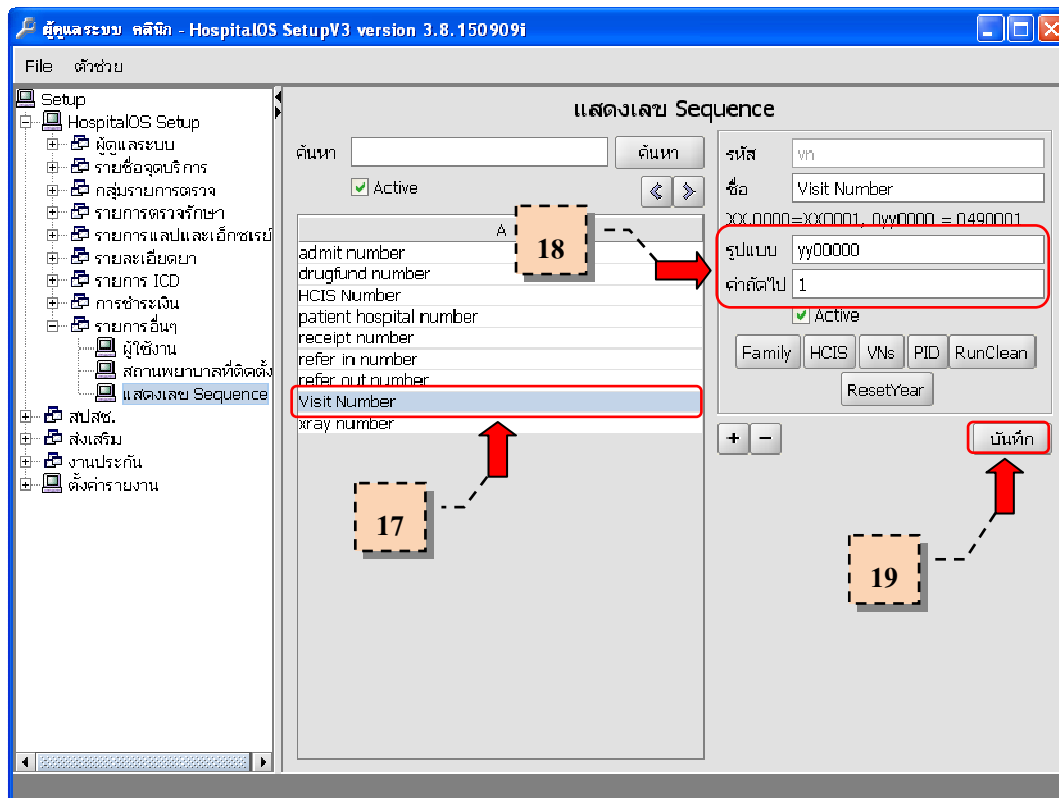 ผู้ดูแลระบบ คลินิก - HospitalOS SetupV3 version 3.8.150909i
File ตัวช่วย
Setup
HospitalOS Setup
ผู้ดูแลระบบ
รายชื่อจุดบริการ
กลุ่มรายการตรวจ
รายการตรวจรักษา
รายการแลปและเอ็กซเรย์
รายละเอียดยา
รายการ ICD
การชำระเงิน
รายการอื่นๆ
ผู้ใช้งาน
สถานพยาบาลที่ติดตั้ง
แสดงเลข Sequence
สปสช.
ส่งเสริม
งานประกัน
ตั้งค่ารายงาน
แสดงเลข Sequence
ค้นหา ค้นหา
Active
A
admit number
drugfund number
HCIS Number
patient hospital number
receipt number
refer in number
refer out number
Visit Number
xray number
17
18
รหัส vn
ชื่อ Visit Number
XX0000=XX0001, 0yy0000 = 0490001
รูปแบบ yy00000
ค่าถัดไป 1
Active
Family HCIS VNs PID RunClean
ResetYear
+ - บันทึก
19